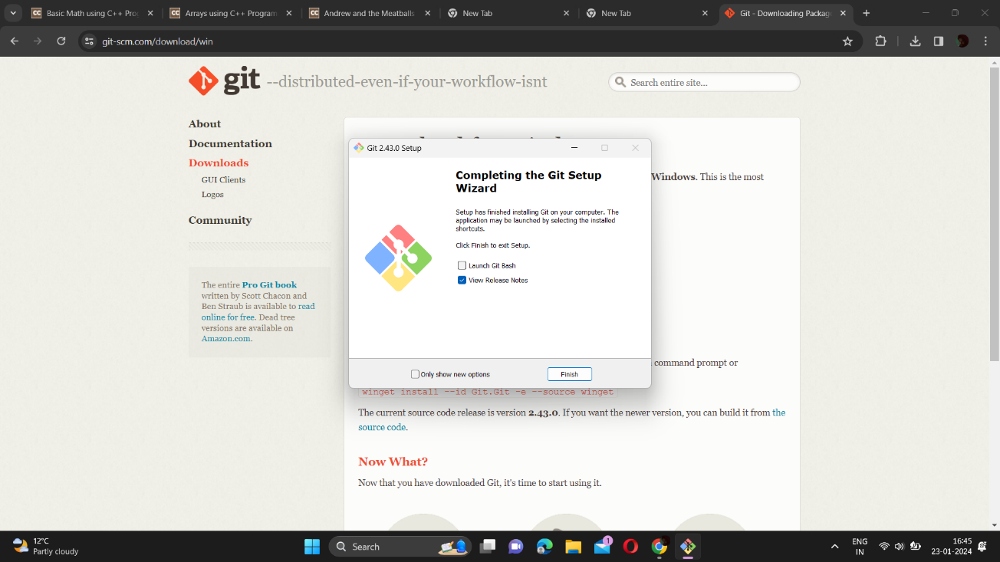 Basic Math using C++ Pro
Arrays using C++ Program
Andrew and the Meatballs
New Tab
New Tab
Git - Downloading Package
git-scm.com/download/win
git --distributed-even-if-your-workflow-isnt
Search entire site...
About
Documentation
Downloads
GUI Clients
Logos
Community
The entire Pro Git book
written by Scott Chacon and
Ben Straub is available to read
online for free. Dead tree
versions are available on
Amazon.com.
Windows. This is the most
Git 2.43.0 Setup
Completing the Git Setup
Wizard
Setup has finished installing Git on your computer. The
application may be launched by selecting the installed
shortcuts.
Click Finish to exit Setup.
Launch Git Bash
View Release Notes
Only show new options
Finish
command prompt or
winget install --id Git.Git -e --source winget
The current source code release is version 2.43.0. If you want the newer version, you can build it from the
source code.
Now What?
Now that you have downloaded Git, it's time to start using it.
12°C
Partly cloudy
Search
1
ENG
IN
16:45
23-01-2024